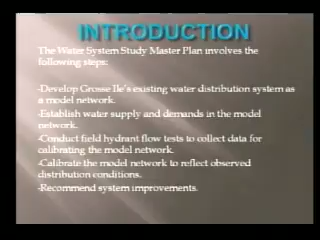 INTRODUCTION
The Water System Study Master Plan involves the
following steps:
-Develop Grosse Ile's existing water distribution system as
a model network.
-Establish water supply and demands in the model
network.
-Conduct field hydrant flow tests to collect data for
calibrating the model network.
-Calibrate the model network to reflect observed
distribution conditions.
-Recommend system improvements.